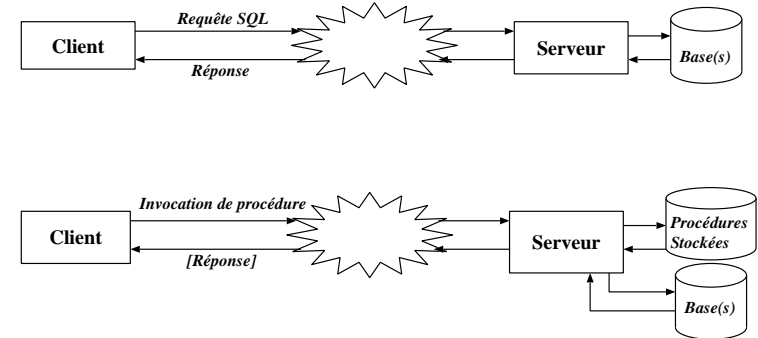 Requête SQL
Client
Réponse
Serveur
Base(s)
Invocation de procédure
Client
[Réponse]
Serveur
Procédures
Stockées
Base(s)